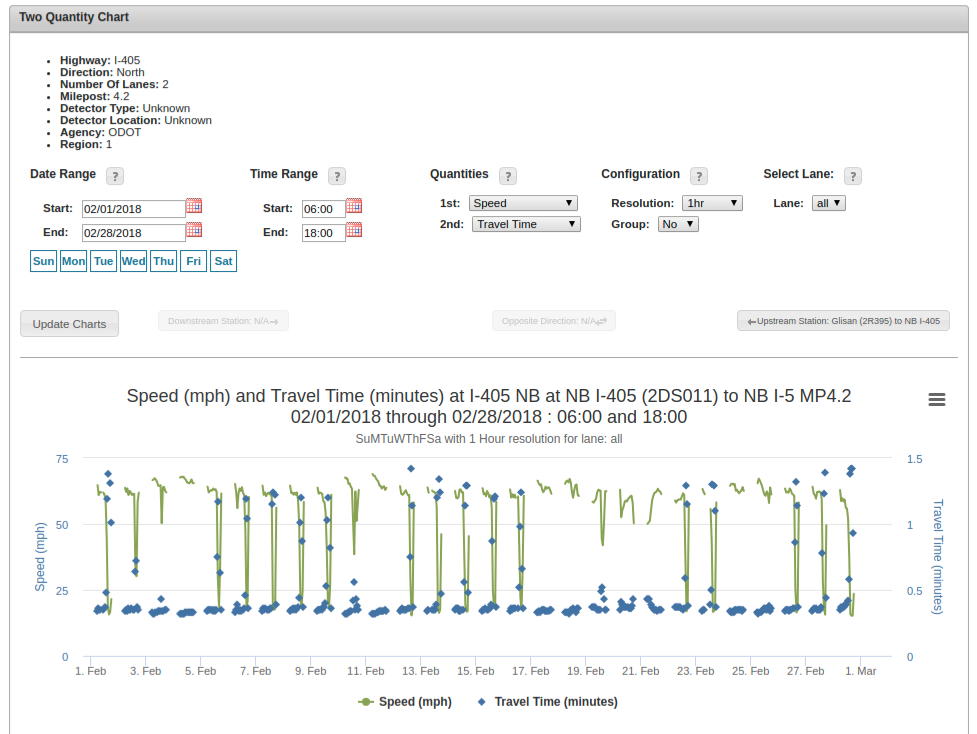 Two Quantity Chart
Highway: I-405
Direction: North
Number Of Lanes: 2
Milepost: 4.2
Detector Type: Unknown
Detector Location: Unknown
Agency: ODOT
Region: 1
Date Range ? Time Range ? Quantities ? Configuration ? Select Lane: ?
Start: 02/01/2018 Start: 06:00 1st: Speed Resolution: 1hr Lane: all
End: 02/28/2018 End: 18:00 2nd: Travel Time Group: No
Sun Mon Tue Wed Thu Fri Sat
Update Charts Downstream Station: N/A→ Opposite Direction: N/A⇄ ←Upstream Station: Glisan (2R395) to NB I-405
Speed (mph) and Travel Time (minutes) at I-405 NB at NB I-405 (2DS011) to NB I-5 MP4.2
02/01/2018 through 02/28/2018 : 06:00 and 18:00
SuMTuWThFSa with 1 Hour resolution for lane: all
75 1.5
50 1
25 0.5
0 0
Speed (mph)
Travel Time (minutes)
1. Feb 3. Feb 5. Feb 7. Feb 9. Feb 11. Feb 13. Feb 15. Feb 17. Feb 19. Feb 21. Feb 23. Feb 25. Feb 27. Feb 1. Mar
Speed (mph) Travel Time (minutes)